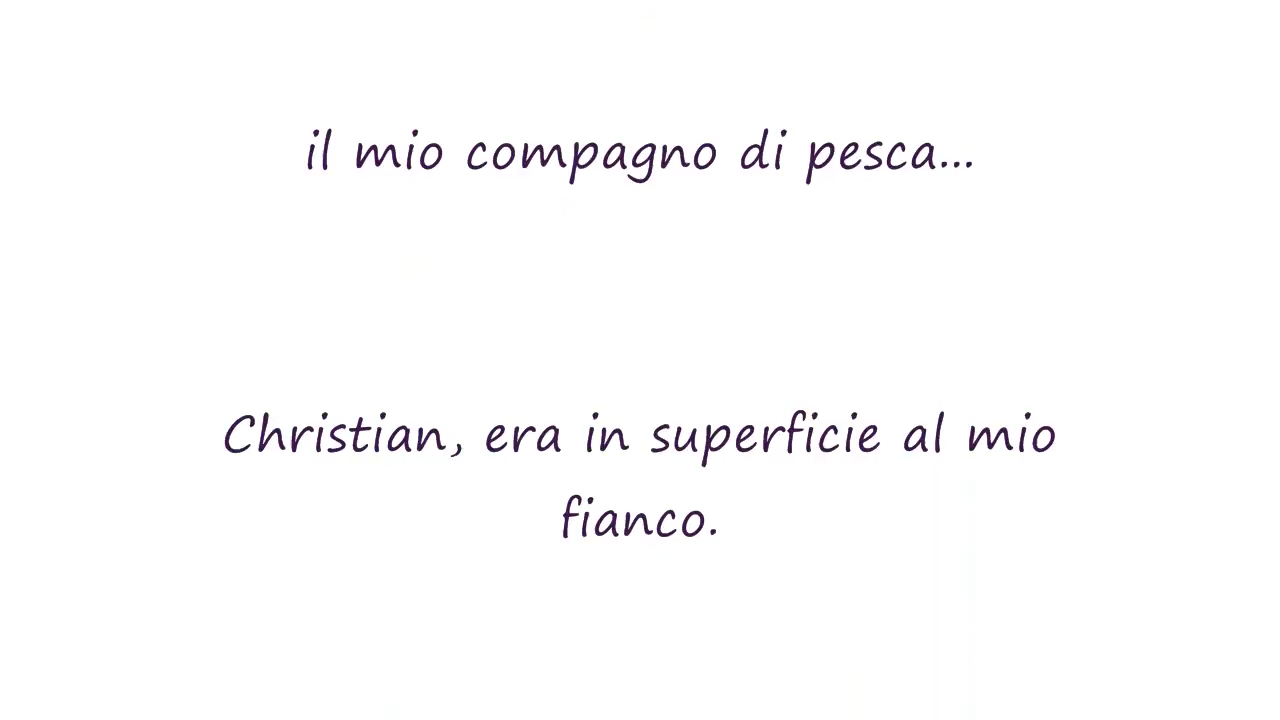 il mio compagno di pesca...
Christian, era in superficie al mio
fianco.